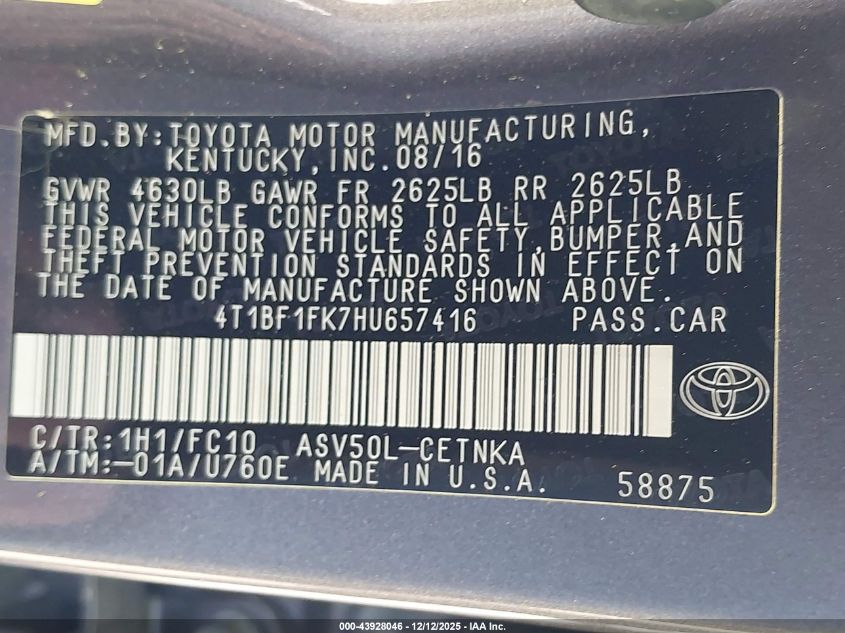 MFD.BY:TOYOTA MOTOR MANUFACTURING,
KENTUCKY,INC.08/16
GVWR 4630LB GAWR FR 2625LB RR 2625LB
THIS VEHICLE CONFORMS TO ALL APPLICABLE
FEDERAL MOTOR VEHICLE SAFETY,BUMPER,AND
THEFT PREVENTION STANDARDS IN EFFECT ON
THE DATE OF MANUFACTURE SHOWN ABOVE.
4T1BF1FK7HU657416 PASS.CAR
C/TR:1H1/FC10 ASV50L-CETNKA
A/TM:-01A/U760E MADE IN U.S.A. 58875
000-43928046 - 12/12/2025 - IAA Inc.